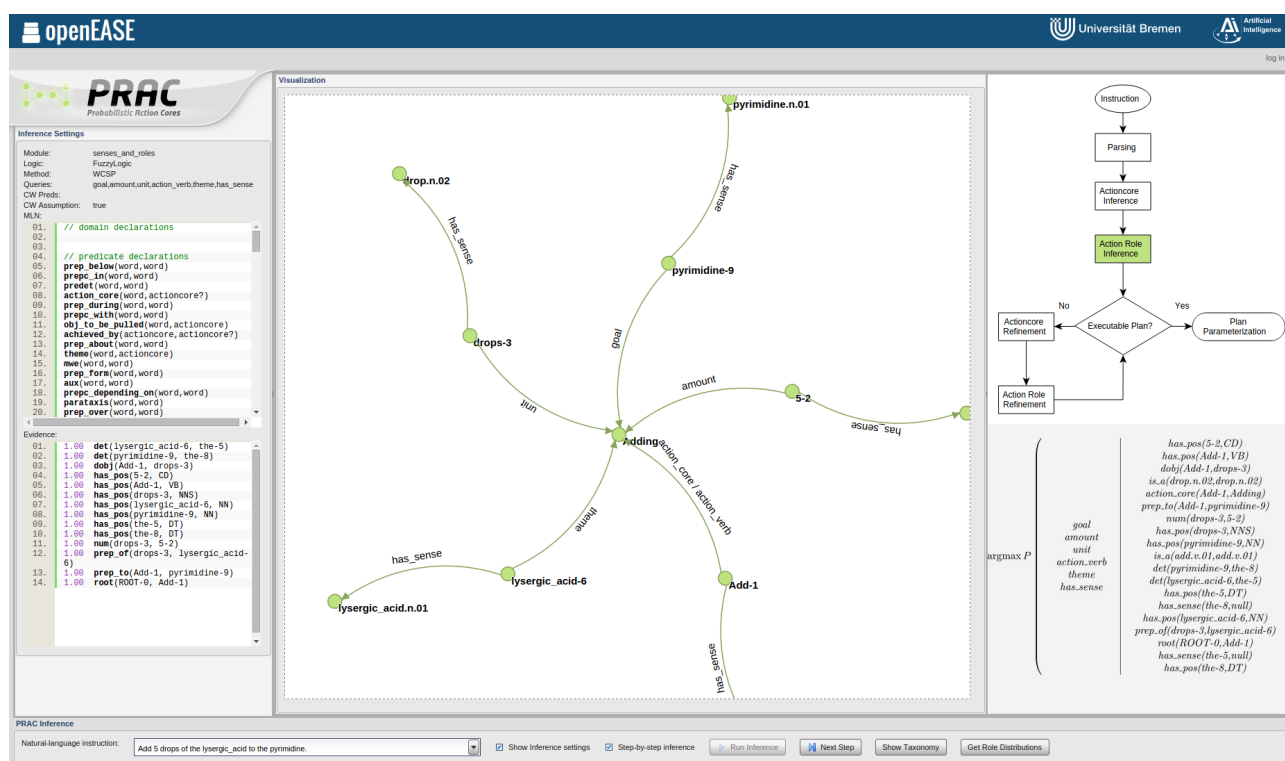 openEASE
Universität Bremen
Artificial
Intelligence
log in
PRAC
Probabilistic Action Cores
Inference Settings
Module: senses_and_roles
Logic: FuzzyLogic
Method: WCSP
Queries: goal,amount,unit,action_verb,theme,has_sense
CW Preds:
CW Assumption: true
MLN:
01. // domain declarations
02.
03.
04. // predicate declarations
05. prep_below(word,word)
06. prepc_in(word,word)
07. predet(word,word)
08. action_core(word,actioncore?)
09. prep_during(word,word)
10. prepc_with(word,word)
11. obj_to_be_pulled(word,actioncore)
12. achieved_by(actioncore,actioncore?)
13. prep_about(word,word)
14. theme(word,actioncore)
15. mwe(word,word)
16. prep_form(word,word)
17. aux(word,word)
18. prepc_depending_on(word,word)
19. parataxis(word,word)
20. prep_over(word,word)
Evidence:
01. 1.00 det(lysergic_acid-6, the-5)
02. 1.00 det(pyrimidine-9, the-8)
03. 1.00 dobj(Add-1, drops-3)
04. 1.00 has_pos(5-2, CD)
05. 1.00 has_pos(Add-1, VB)
06. 1.00 has_pos(drops-3, NNS)
07. 1.00 has_pos(lysergic_acid-6, NN)
08. 1.00 has_pos(pyrimidine-9, NN)
09. 1.00 has_pos(the-5, DT)
10. 1.00 has_pos(the-8, DT)
11. 1.00 num(drops-3, 5-2)
12. 1.00 prep_of(drops-3, lysergic_acid-
6)
13. 1.00 prep_to(Add-1, pyrimidine-9)
14. 1.00 root(ROOT-0, Add-1)
Visualization
pyrimidine.n.01
drop.n.02
has_sense
has_sense
pyrimidine-9
drops-3
goal
amount
5-2
unit
has_sense
Adding
action_core / action_verb
theme
has_sense
lysergic_acid-6
Add-1
lysergic_acid.n.01
has_sense
Instruction
Parsing
Actioncore
Inference
Action Role
Inference
No
Yes
Actioncore
Refinement
Executable Plan?
Plan
Parameterization
Action Role
Refinement
argmax P
goal
amount
unit
action_verb
theme
has_sense
has_pos(5-2,CD)
has_pos(Add-1,VB)
dobj(Add-1,drops-3)
is_a(drop.n.02,drop.n.02)
action_core(Add-1,Adding)
prep_to(Add-1,pyrimidine-9)
num(drops-3,5-2)
has_pos(drops-3,NNS)
has_pos(pyrimidine-9,NN)
is_a(add.v.01,add.v.01)
det(pyrimidine-9,the-8)
det(lysergic_acid-6,the-5)
has_pos(the-5,DT)
has_sense(the-8,null)
has_pos(lysergic_acid-6,NN)
prep_of(drops-3,lysergic_acid-6)
root(ROOT-0,Add-1)
has_sense(the-5,null)
has_pos(the-8,DT)
PRAC Inference
Natural-language instruction: Add 5 drops of the lysergic_acid to the pyrimidine. Show Inference settings Step-by-step inference Run Inference Next Step Show Taxonomy Get Role Distributions